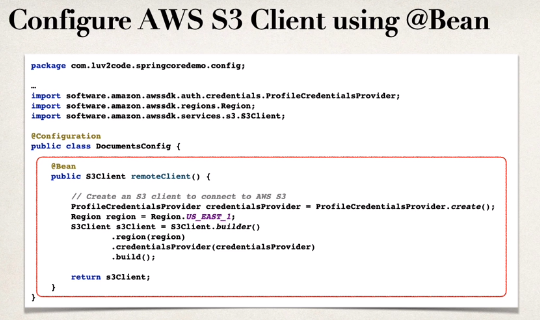 Configure AWS S3 Client using @Bean
package com.luv2code.springcoredemo.config;
…
import software.amazon.awssdk.auth.credentials.ProfileCredentialsProvider;
import software.amazon.awssdk.regions.Region;
import software.amazon.awssdk.services.s3.S3Client;
@Configuration
public class DocumentsConfig {
@Bean
public S3Client remoteClient() {
// Create an S3 client to connect to AWS S3
ProfileCredentialsProvider credentialsProvider = ProfileCredentialsProvider.create();
Region region = Region.US_EAST_1;
S3Client s3Client = S3Client.builder()
.region(region)
.credentialsProvider(credentialsProvider)
.build();
return s3Client;
}
}